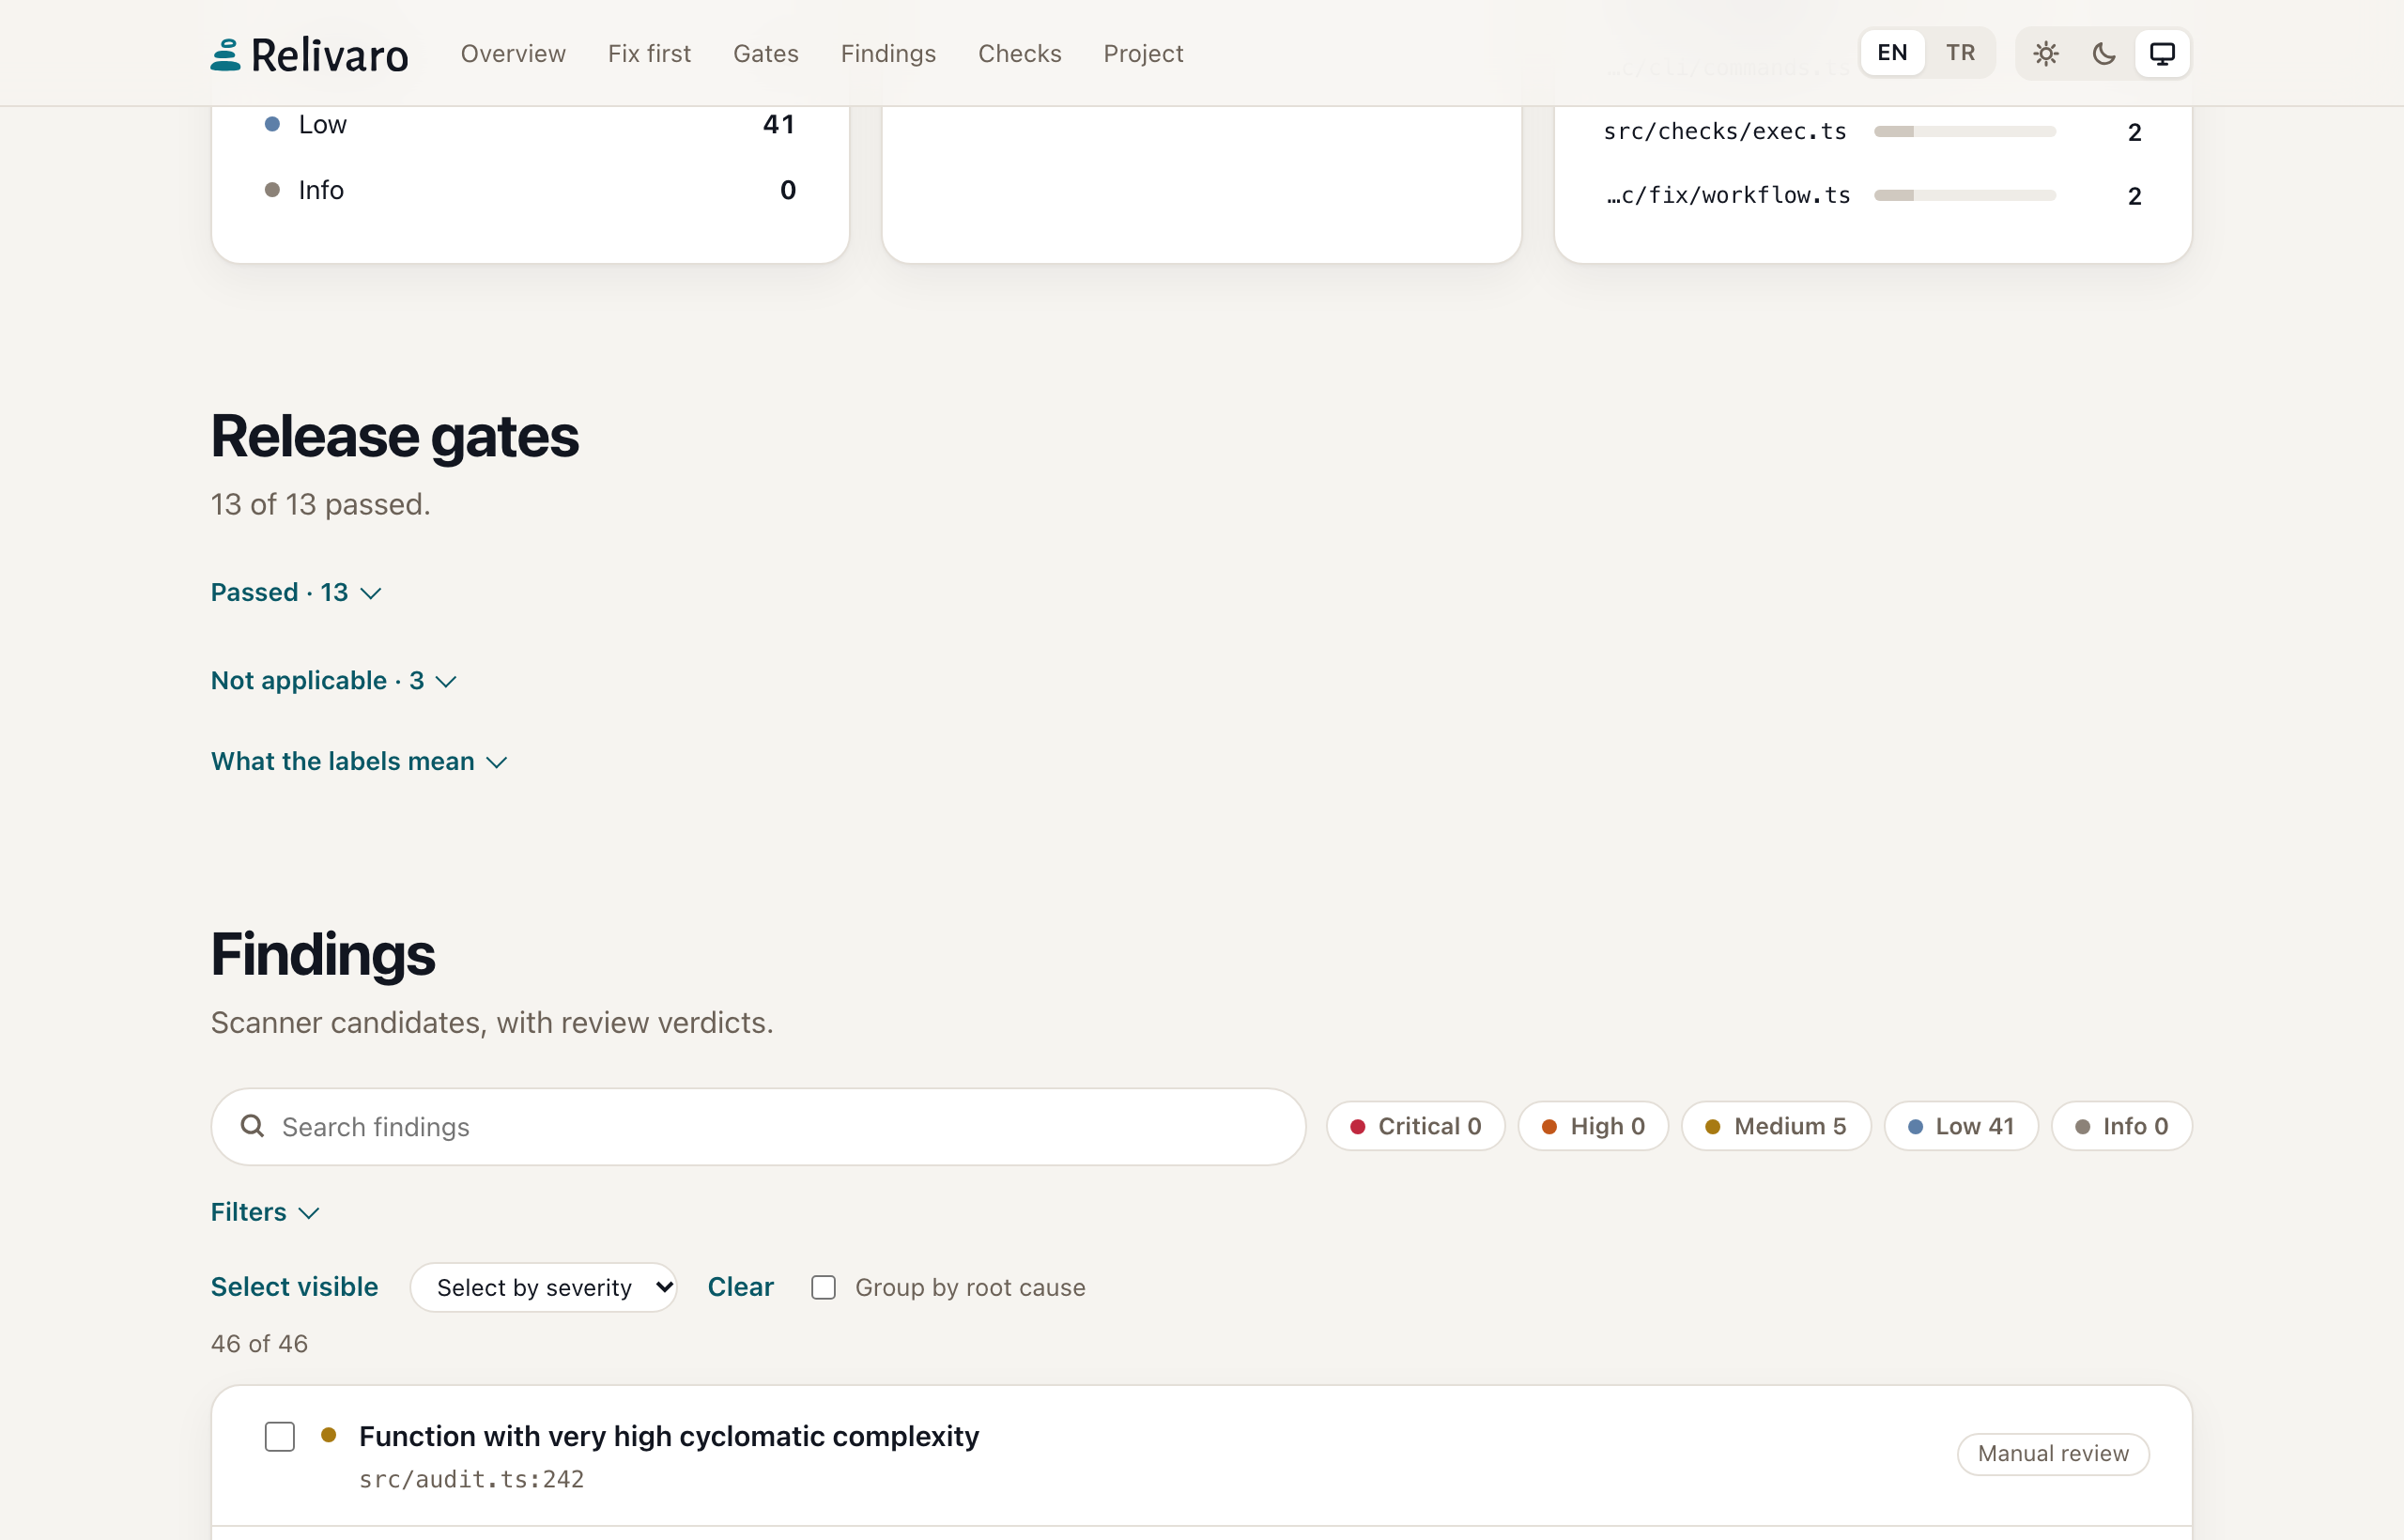 Relivaro
Overview
Fix first
Gates
Findings
Checks
Project
EN
TR
Low
41
Info
0
src/checks/exec.ts
2
…c/fix/workflow.ts
2
Release gates
13 of 13 passed.
Passed · 13
Not applicable · 3
What the labels mean
Findings
Scanner candidates, with review verdicts.
Search findings
Critical 0
High 0
Medium 5
Low 41
Info 0
Filters
Select visible
Select by severity
Clear
Group by root cause
46 of 46
Function with very high cyclomatic complexity
src/audit.ts:242
Manual review